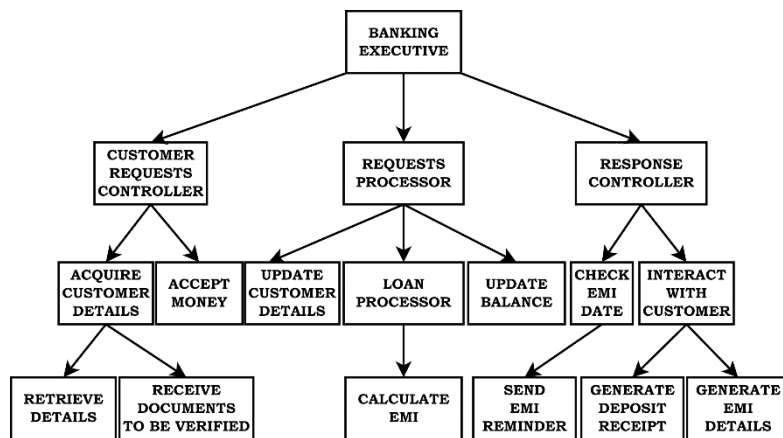 BANKING
EXECUTIVE
CUSTOMER
REQUESTS
CONTROLLER
REQUESTS
PROCESSOR
RESPONSE
CONTROLLER
ACQUIRE
CUSTOMER
DETAILS
ACCEPT
MONEY
UPDATE
CUSTOMER
DETAILS
LOAN
PROCESSOR
UPDATE
BALANCE
CHECK
EMI
DATE
INTERACT
WITH
CUSTOMER
RETRIEVE
DETAILS
RECEIVE
DOCUMENTS
TO BE VERIFIED
CALCULATE
EMI
SEND
EMI
REMINDER
GENERATE
DEPOSIT
RECEIPT
GENERATE
EMI
DETAILS